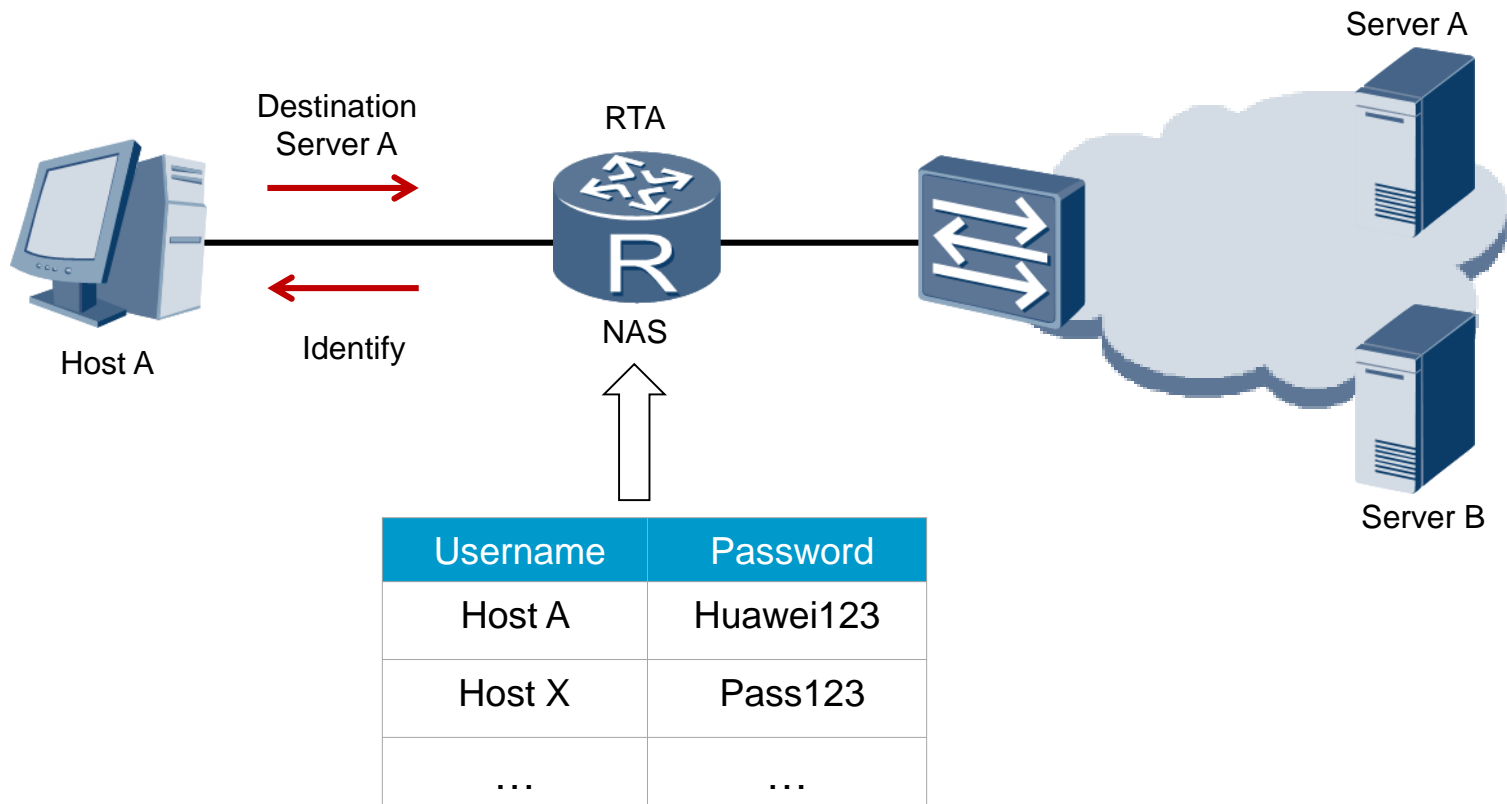 Server A
Destination
Server A
RTA
R
NAS
Identify
Host A
Server B
Username Password
Host A Huawei123
Host X Pass123
... ...